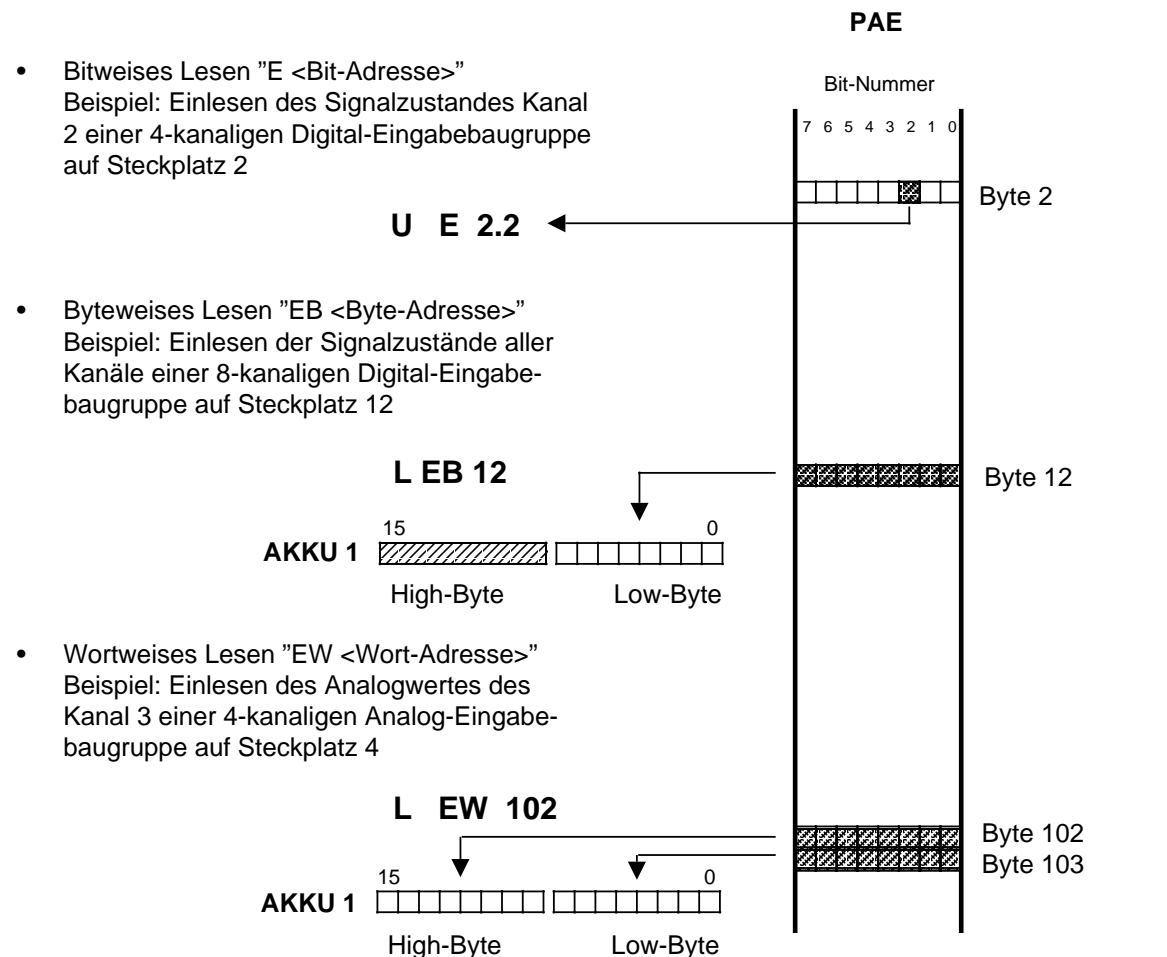 PAE
• Bitweises Lesen ”E <Bit-Adresse>”
Beispiel: Einlesen des Signalzustandes Kanal
2 einer 4-kanaligen Digital-Eingabebaugruppe
auf Steckplatz 2
Bit-Nummer
7 6 5 4 3 2 1 0
Byte 2
U E 2.2
• Byteweises Lesen ”EB <Byte-Adresse>”
Beispiel: Einlesen der Signalzustände aller
Kanäle einer 8-kanaligen Digital-Eingabe-
baugruppe auf Steckplatz 12
L EB 12
Byte 12
15 0
AKKU 1
High-Byte Low-Byte
• Wortweises Lesen ”EW <Wort-Adresse>”
Beispiel: Einlesen des Analogwertes des
Kanal 3 einer 4-kanaligen Analog-Eingabe-
baugruppe auf Steckplatz 4
L EW 102
Byte 102
Byte 103
15 0
AKKU 1
High-Byte Low-Byte